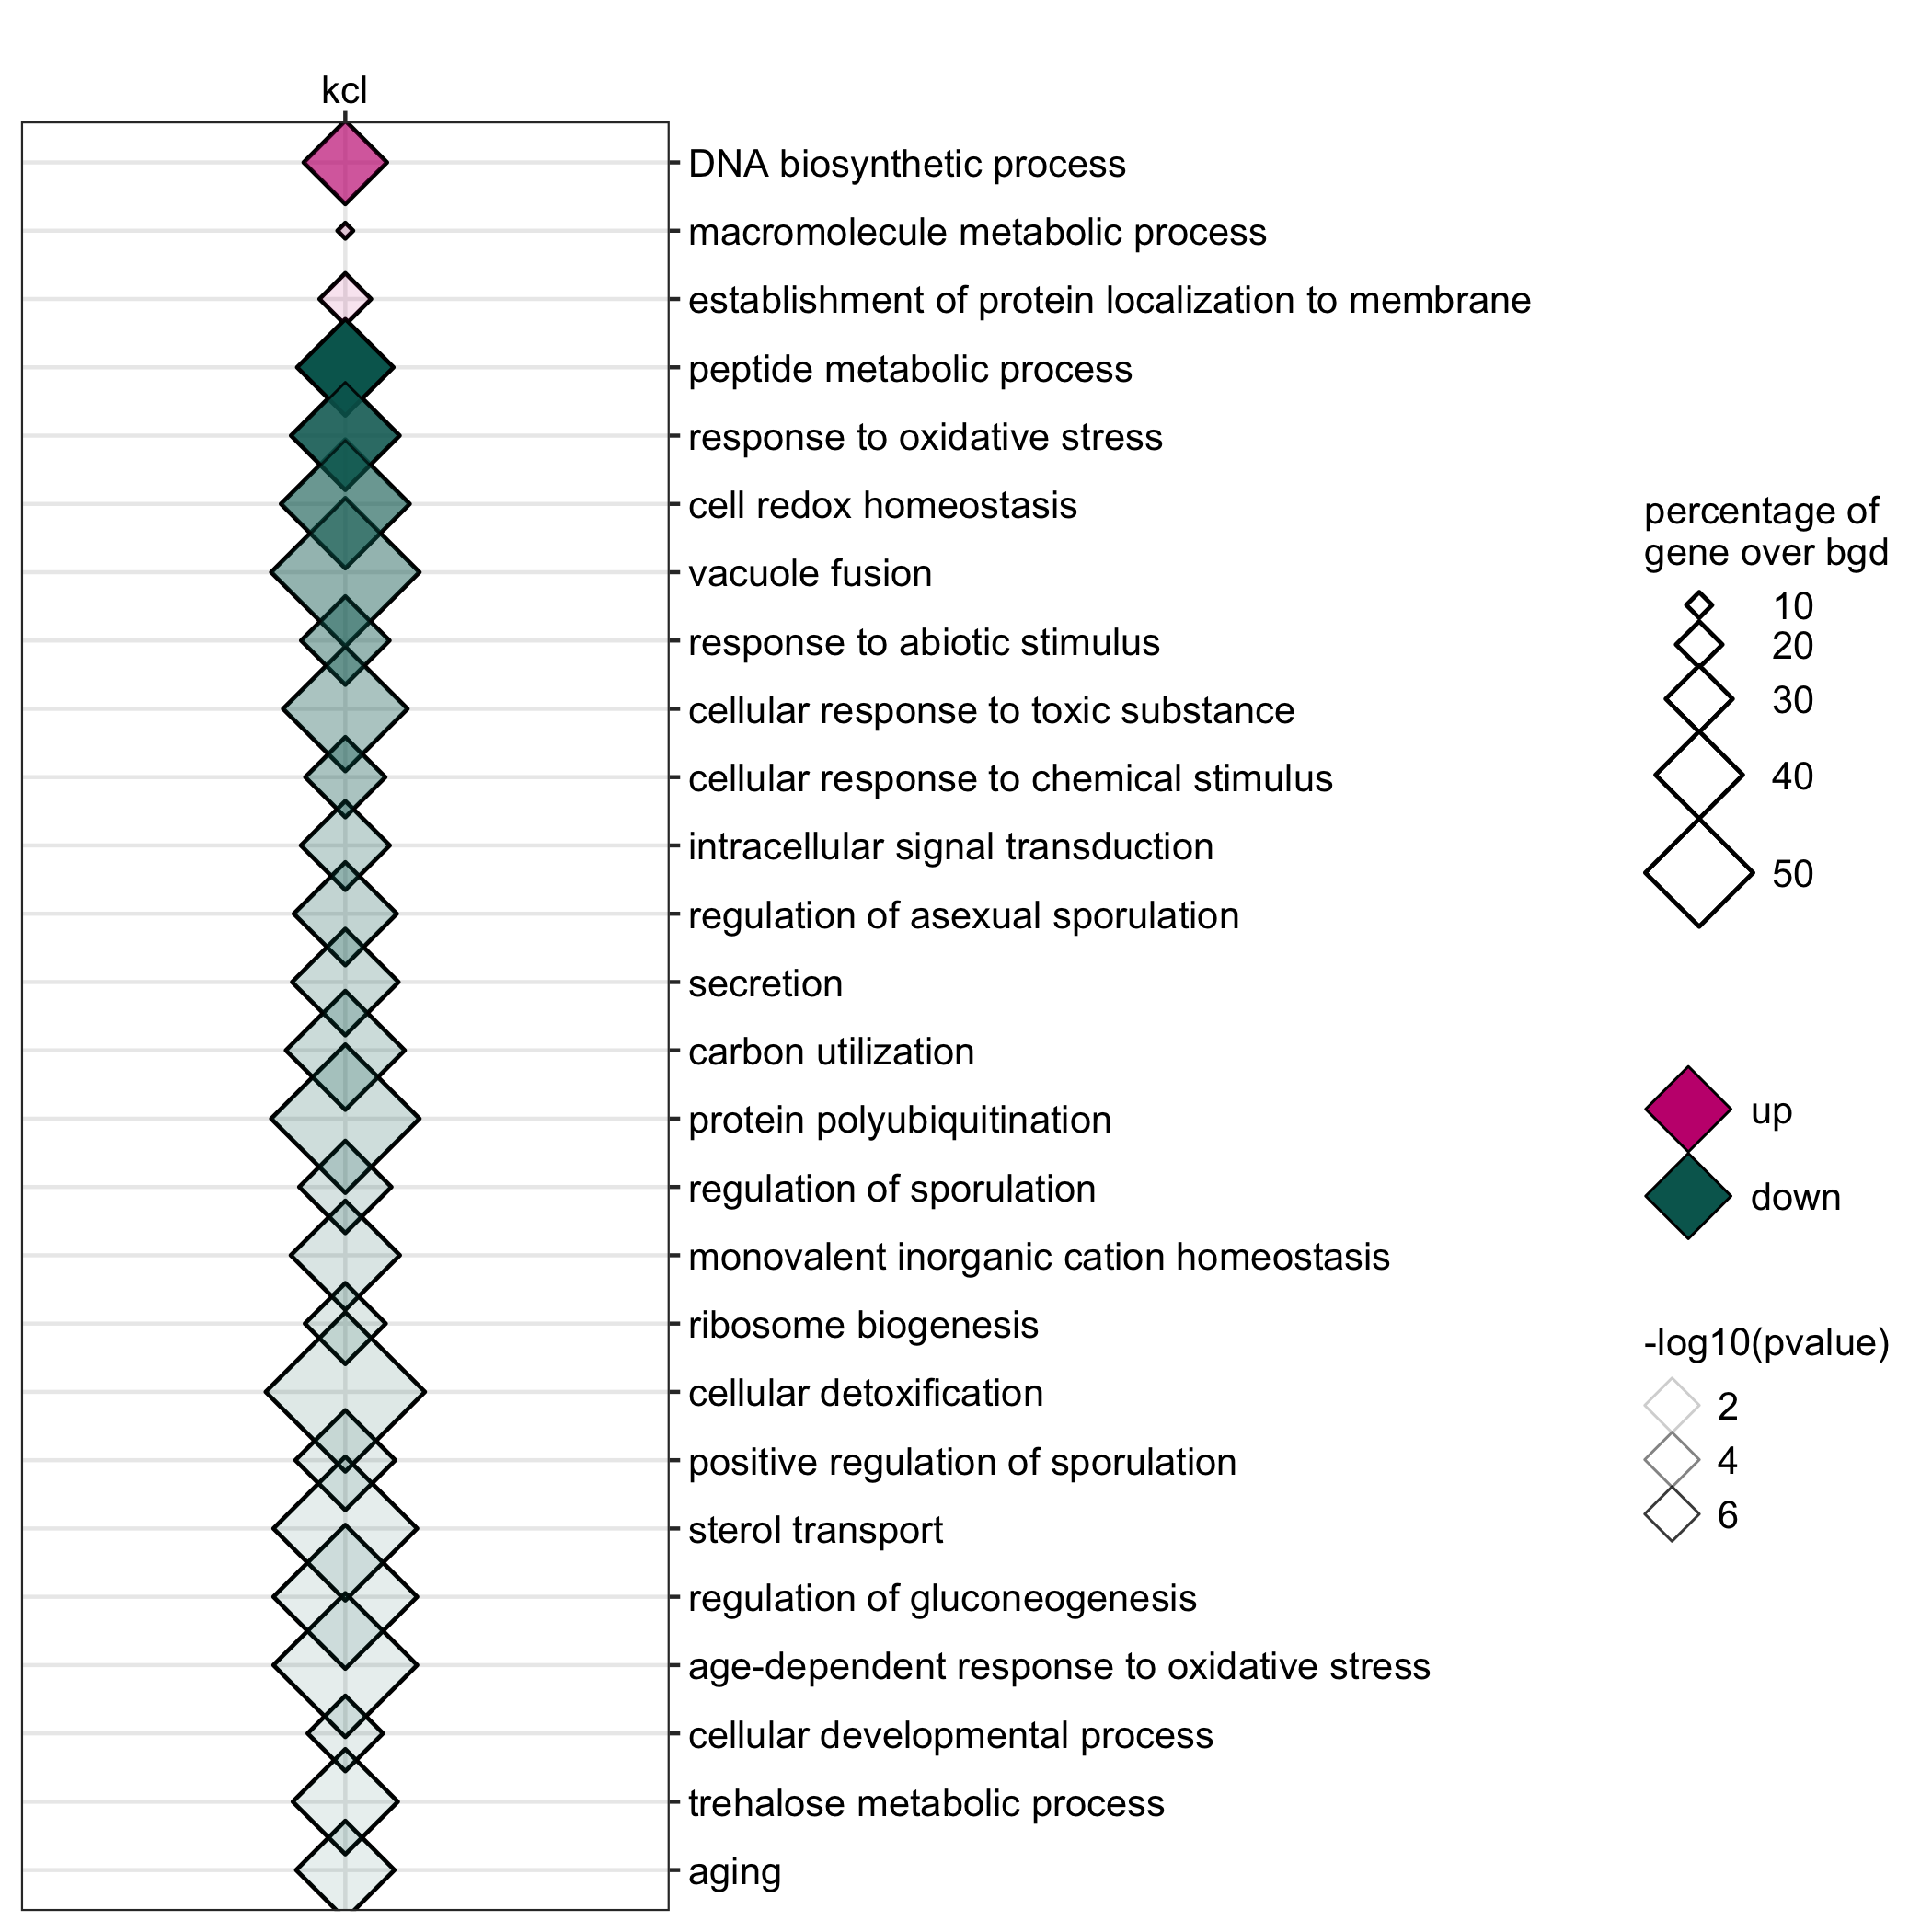 kcl
DNA biosynthetic process
macromolecule metabolic process
establishment of protein localization to membrane
peptide metabolic process
response to oxidative stress
cell redox homeostasis
vacuole fusion
response to abiotic stimulus
cellular response to toxic substance
cellular response to chemical stimulus
intracellular signal transduction
regulation of asexual sporulation
secretion
carbon utilization
protein polyubiquitination
regulation of sporulation
monovalent inorganic cation homeostasis
ribosome biogenesis
cellular detoxification
positive regulation of sporulation
sterol transport
regulation of gluconeogenesis
age-dependent response to oxidative stress
cellular developmental process
trehalose metabolic process
aging
percentage of
gene over bgd
10
20
30
40
50
up
down
-log10(pvalue)
2
4
6